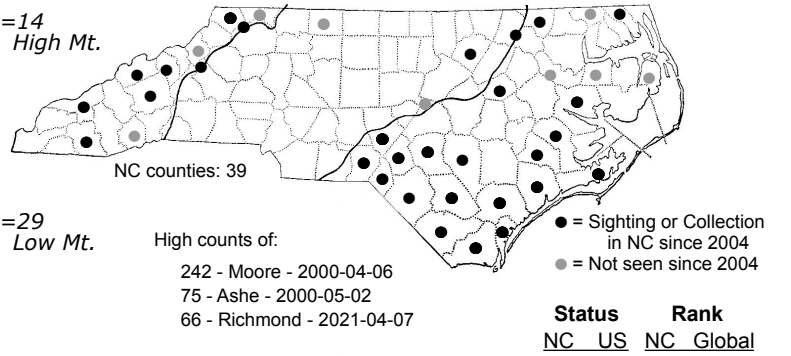 =14
High Mt.
NC counties: 39
=29
Low Mt.
High counts of:
242 - Moore - 2000-04-06
75 - Ashe - 2000-05-02
66 - Richmond - 2021-04-07
= Sighting or Collection
in NC since 2004
= Not seen since 2004
Status Rank
NC US NC Global